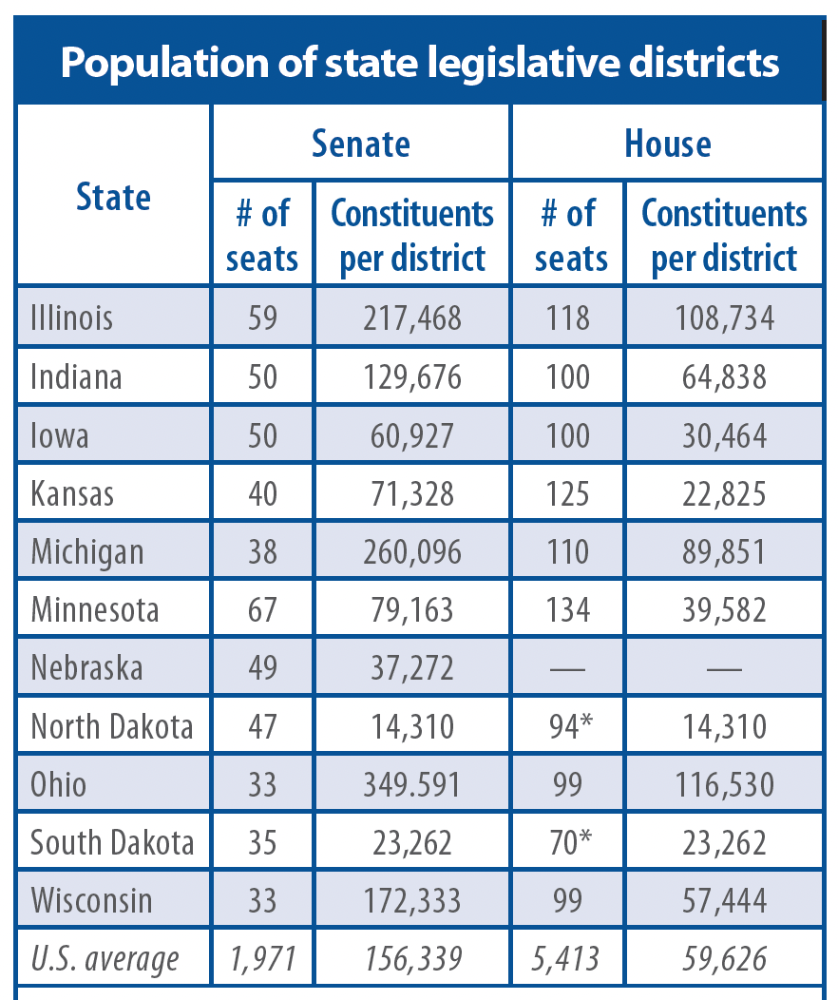 Population of state legislative districts
State
Senate
House
# of seats
Constituents per district
# of seats
Constituents per district
Illinois 59 217,468 118 108,734
Indiana 50 129,676 100 64,838
Iowa 50 60,927 100 30,464
Kansas 40 71,328 125 22,825
Michigan 38 260,096 110 89,851
Minnesota 67 79,163 134 39,582
Nebraska 49 37,272 — —
North Dakota 47 14,310 94* 14,310
Ohio 33 349.591 99 116,530
South Dakota 35 23,262 70* 23,262
Wisconsin 33 172,333 99 57,444
U.S. average 1,971 156,339 5,413 59,626